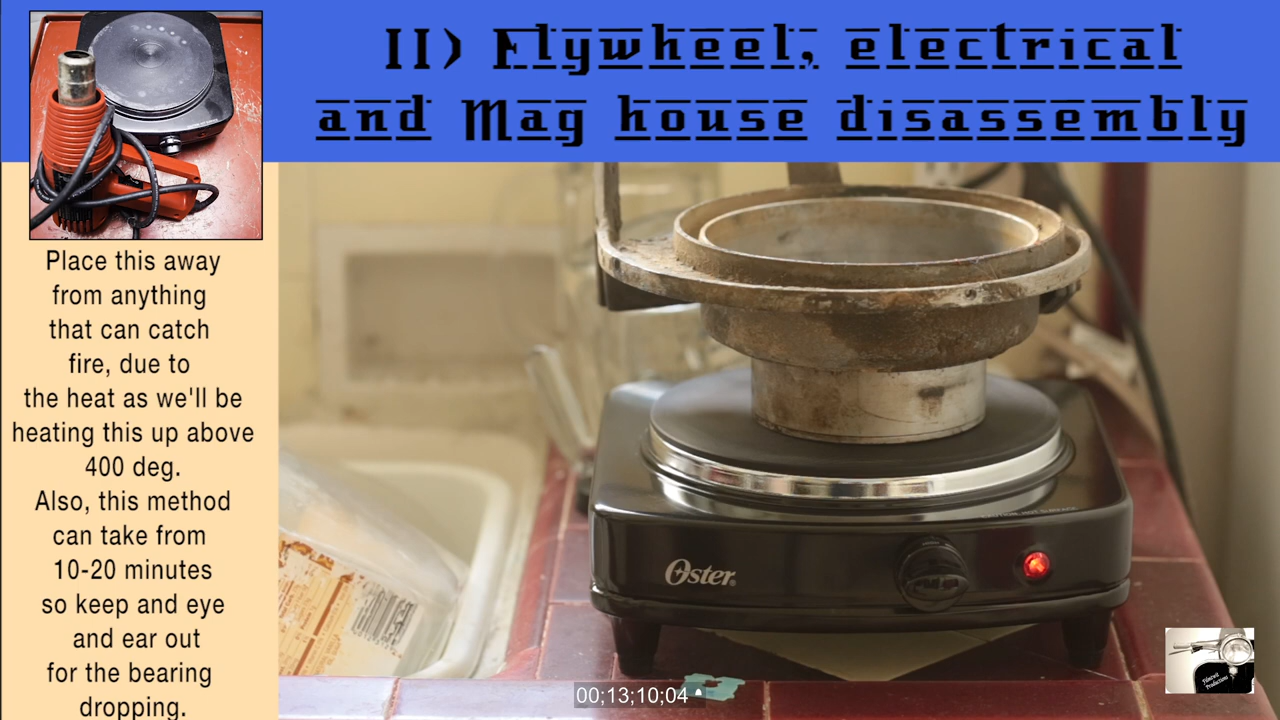 II) Flywheel, electrical
and Mag house disassembly
Place this away
from anything
that can catch
fire, due to
the heat as we'll be
heating this up above
400 deg.
Also, this method
can take from
10-20 minutes
so keep and eye
and ear out
for the bearing
dropping.
Oster
00;13;10;04
Productions